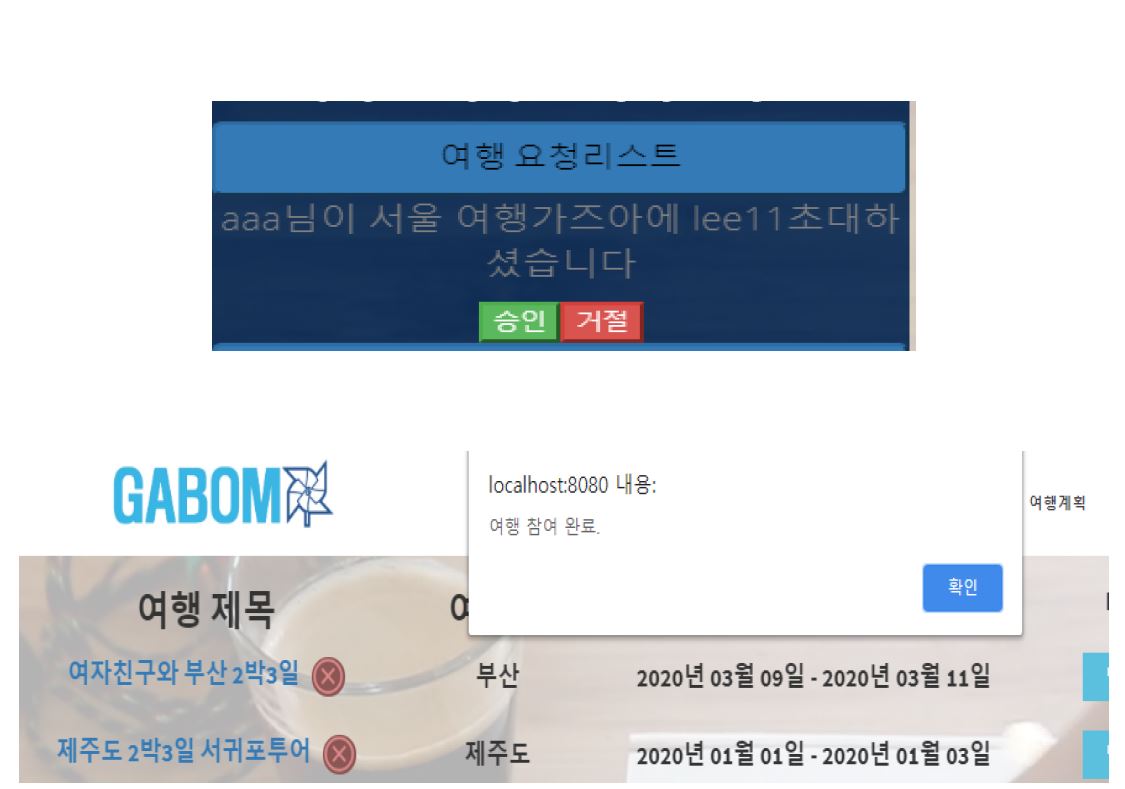 여행 요청리스트
aaa님이 서울 여행가즈아에 lee11초대하
셨습니다
승인 거절
GABOM
localhost:8080 내용:
여행 참여 완료.
여행계획
확인
여행 제목
여자친구와 부산 2박3일 부산 2020년 03월 09일 - 2020년 03월 11일
제주도 2박3일 서귀포투어 제주도 2020년 01월 01일 - 2020년 01월 03일